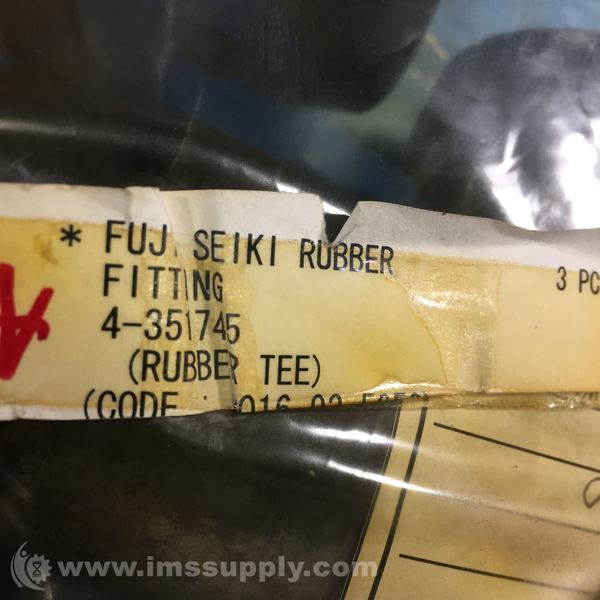 * FUJI SEIKI RUBBER
FITTING
3 PC
4-351745
(RUBBER TEE)
(CODE :
A
www.imssupply.com